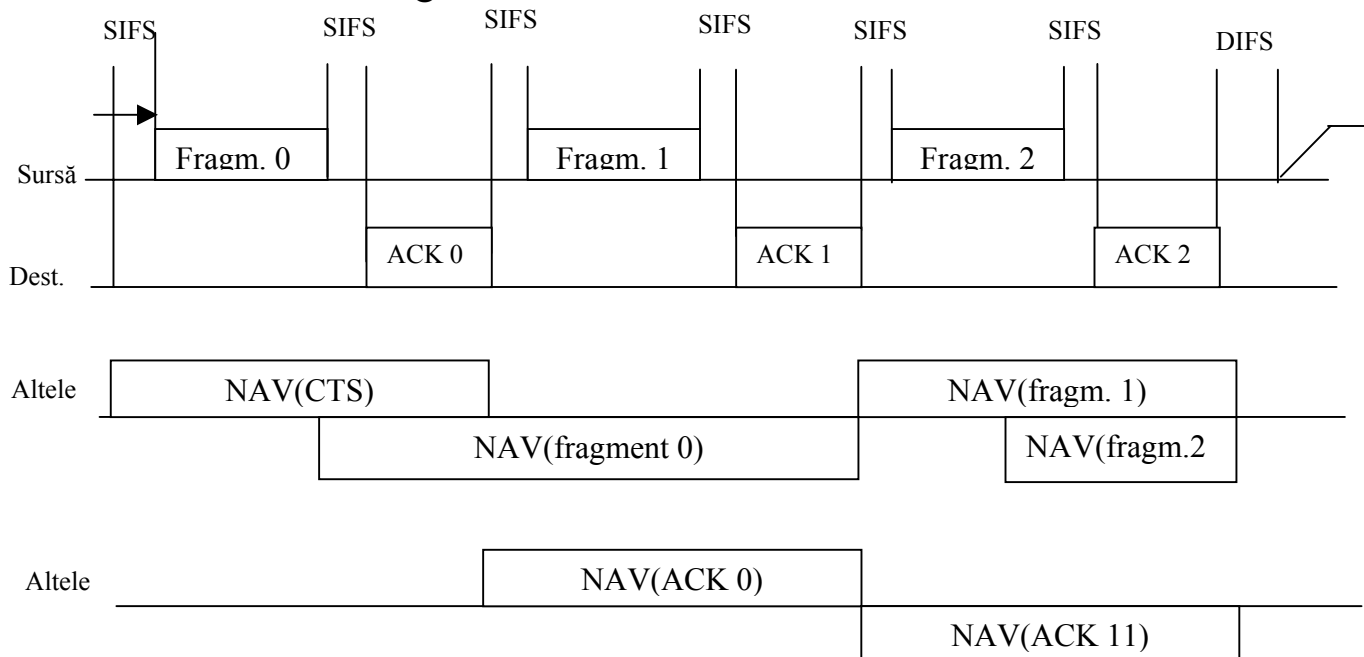 SIFS SIFS SIFS SIFS SIFS SIFS DIFS
Fragm. 0 Fragm. 1 Fragm. 2
Sursă
ACK 0 ACK 1 ACK 2
Dest.
Altele NAV(CTS) NAV(fragm. 1)
NAV(fragment 0) NAV(fragm.2
Altele NAV(ACK 0)
NAV(ACK 11)